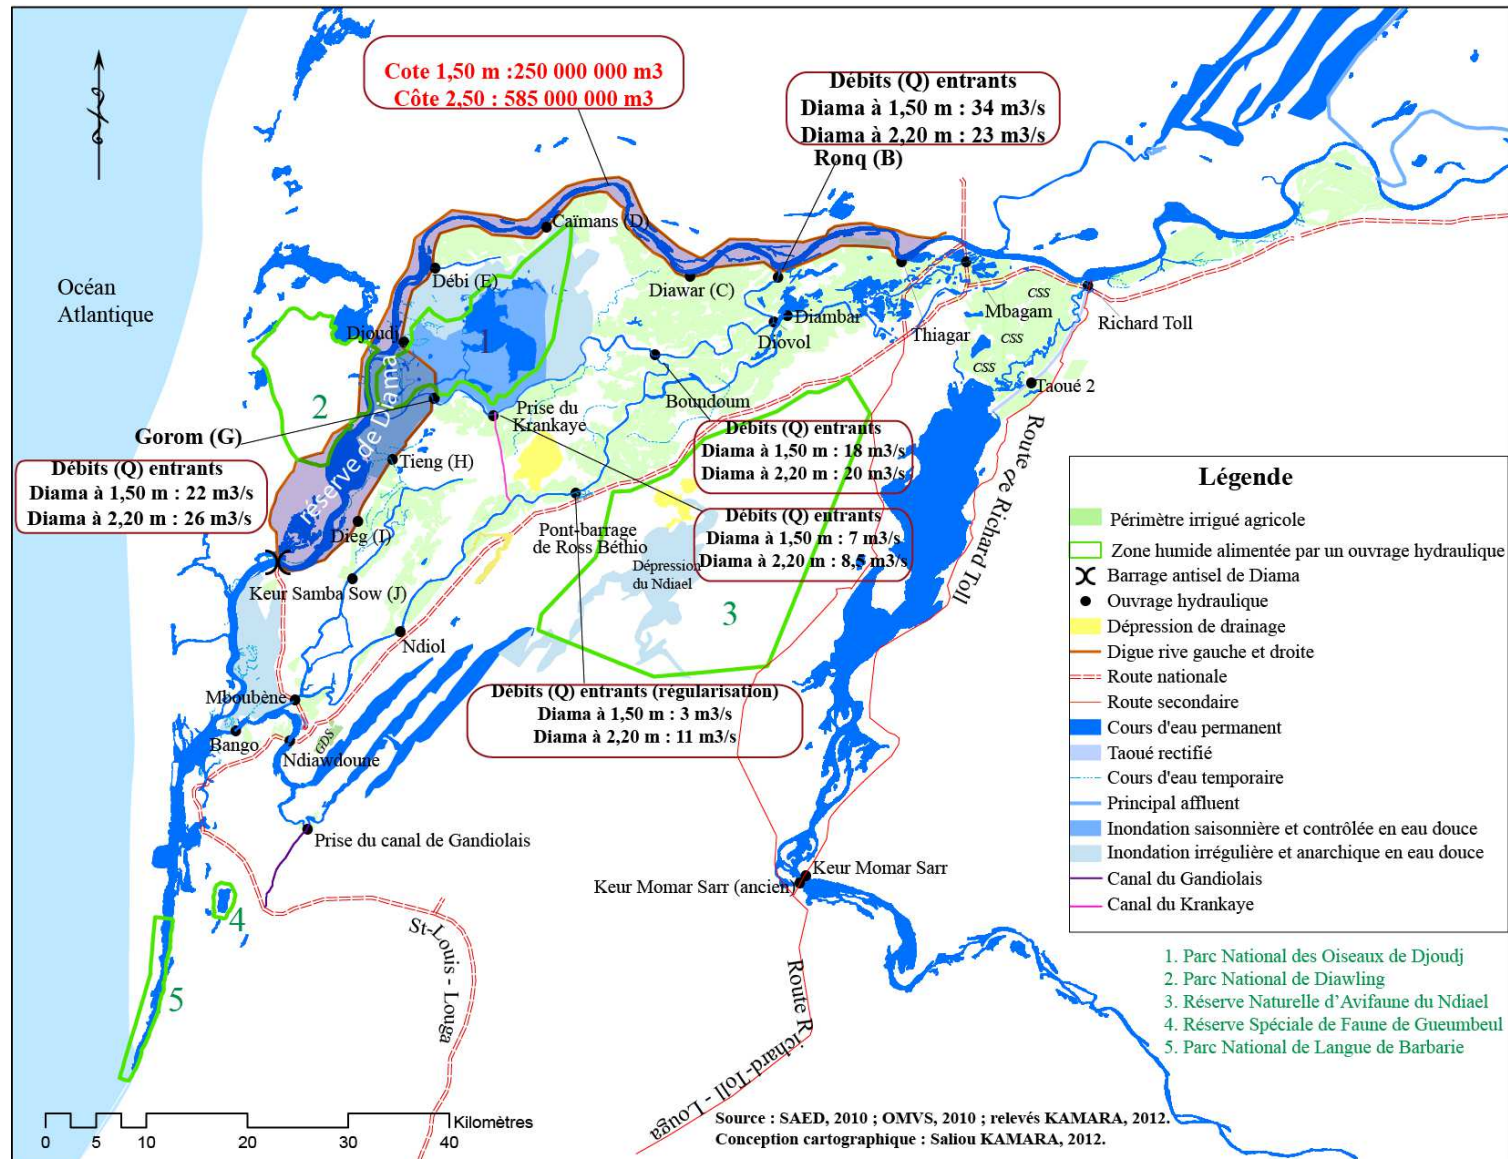 Cote 1,50 m :250 000 000 m3
Côte 2,50 : 585 000 000 m3
Débits (Q) entrants
Diama à 1,50 m : 34 m3/s
Diama à 2,20 m : 23 m3/s
Ronq (B)
Caïmans (D)
Débi (E)
Diawar (C)
Océan
Atlantique
CSS
Mbagam
Richard Toll
Diambar
Diovol
Thiagar
CSS
CSS
Djoudj
1
Taoué 2
Boundoum
2
réserve de Diama
Prise du
Krankaye
Gorom (G)
Débits (Q) entrants
Diama à 1,50 m : 22 m3/s
Diama à 2,20 m : 26 m3/s
Tieng (H)
Débits (Q) entrants
Diama à 1,50 m : 18 m3/s
Diama à 2,20 m : 20 m3/s
Route de Richard Toll
Dieg (I)
Pont-barrage
de Ross Béthio
Débits (Q) entrants
Diama à 1,50 m : 7 m3/s
Diama à 2,20 m : 8,5 m3/s
Dépression
du Ndiael
3
Keur Samba Sow (J)
Ndiol
Mboubène
Débits (Q) entrants (régularisation)
Diama à 1,50 m : 3 m3/s
Diama à 2,20 m : 11 m3/s
Bango
GDS
Ndiawdoune
Prise du canal de Gandiolais
Keur Momar Sarr
Keur Momar Sarr (ancien)
4
St-Louis - Louga
5
Route Richard-Toll - Louga
Légende
Périmètre irrigué agricole
Zone humide alimentée par un ouvrage hydraulique
Barrage antisel de Diama
Ouvrage hydraulique
Dépression de drainage
Digue rive gauche et droite
Route nationale
Route secondaire
Cours d'eau permanent
Taoué rectifié
Cours d'eau temporaire
Principal affluent
Inondation saisonnière et contrôlée en eau douce
Inondation irrégulière et anarchique en eau douce
Canal du Gandiolais
Canal du Krankaye
1. Parc National des Oiseaux de Djoudj
2. Parc National de Diawling
3. Réserve Naturelle d'Avifaune du Ndiael
4. Réserve Spéciale de Faune de Gueumbeul
5. Parc National de Langue de Barbarie
Kilomètres
0 5 10 20 30 40
Source : SAED, 2010 ; OMVS, 2010 ; relevés KAMARA, 2012.
Conception cartographique : Saliou KAMARA, 2012.